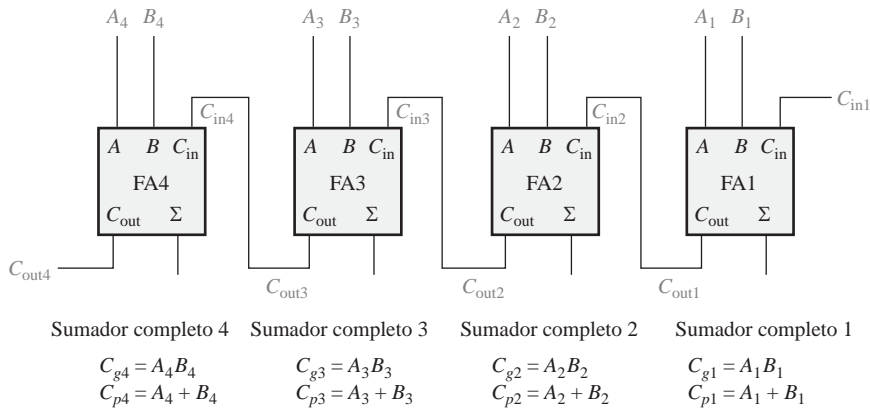 A4 B4 A3 B3 A2 B2 A1 B1
Cin4 Cin3 Cin2 Cin1
A B Cin A B Cin A B Cin A B Cin
FA4 FA3 FA2 FA1
Cout Σ Cout Σ Cout Σ Cout Σ
Cout4 Cout3 Cout2 Cout1
Sumador completo 4 Sumador completo 3 Sumador completo 2 Sumador completo 1
Cg4 = A4B4 Cg3 = A3B3 Cg2 = A2B2 Cg1 = A1B1
Cp4 = A4 + B4 Cp3 = A3 + B3 Cp2 = A2 + B2 Cp1 = A1 + B1